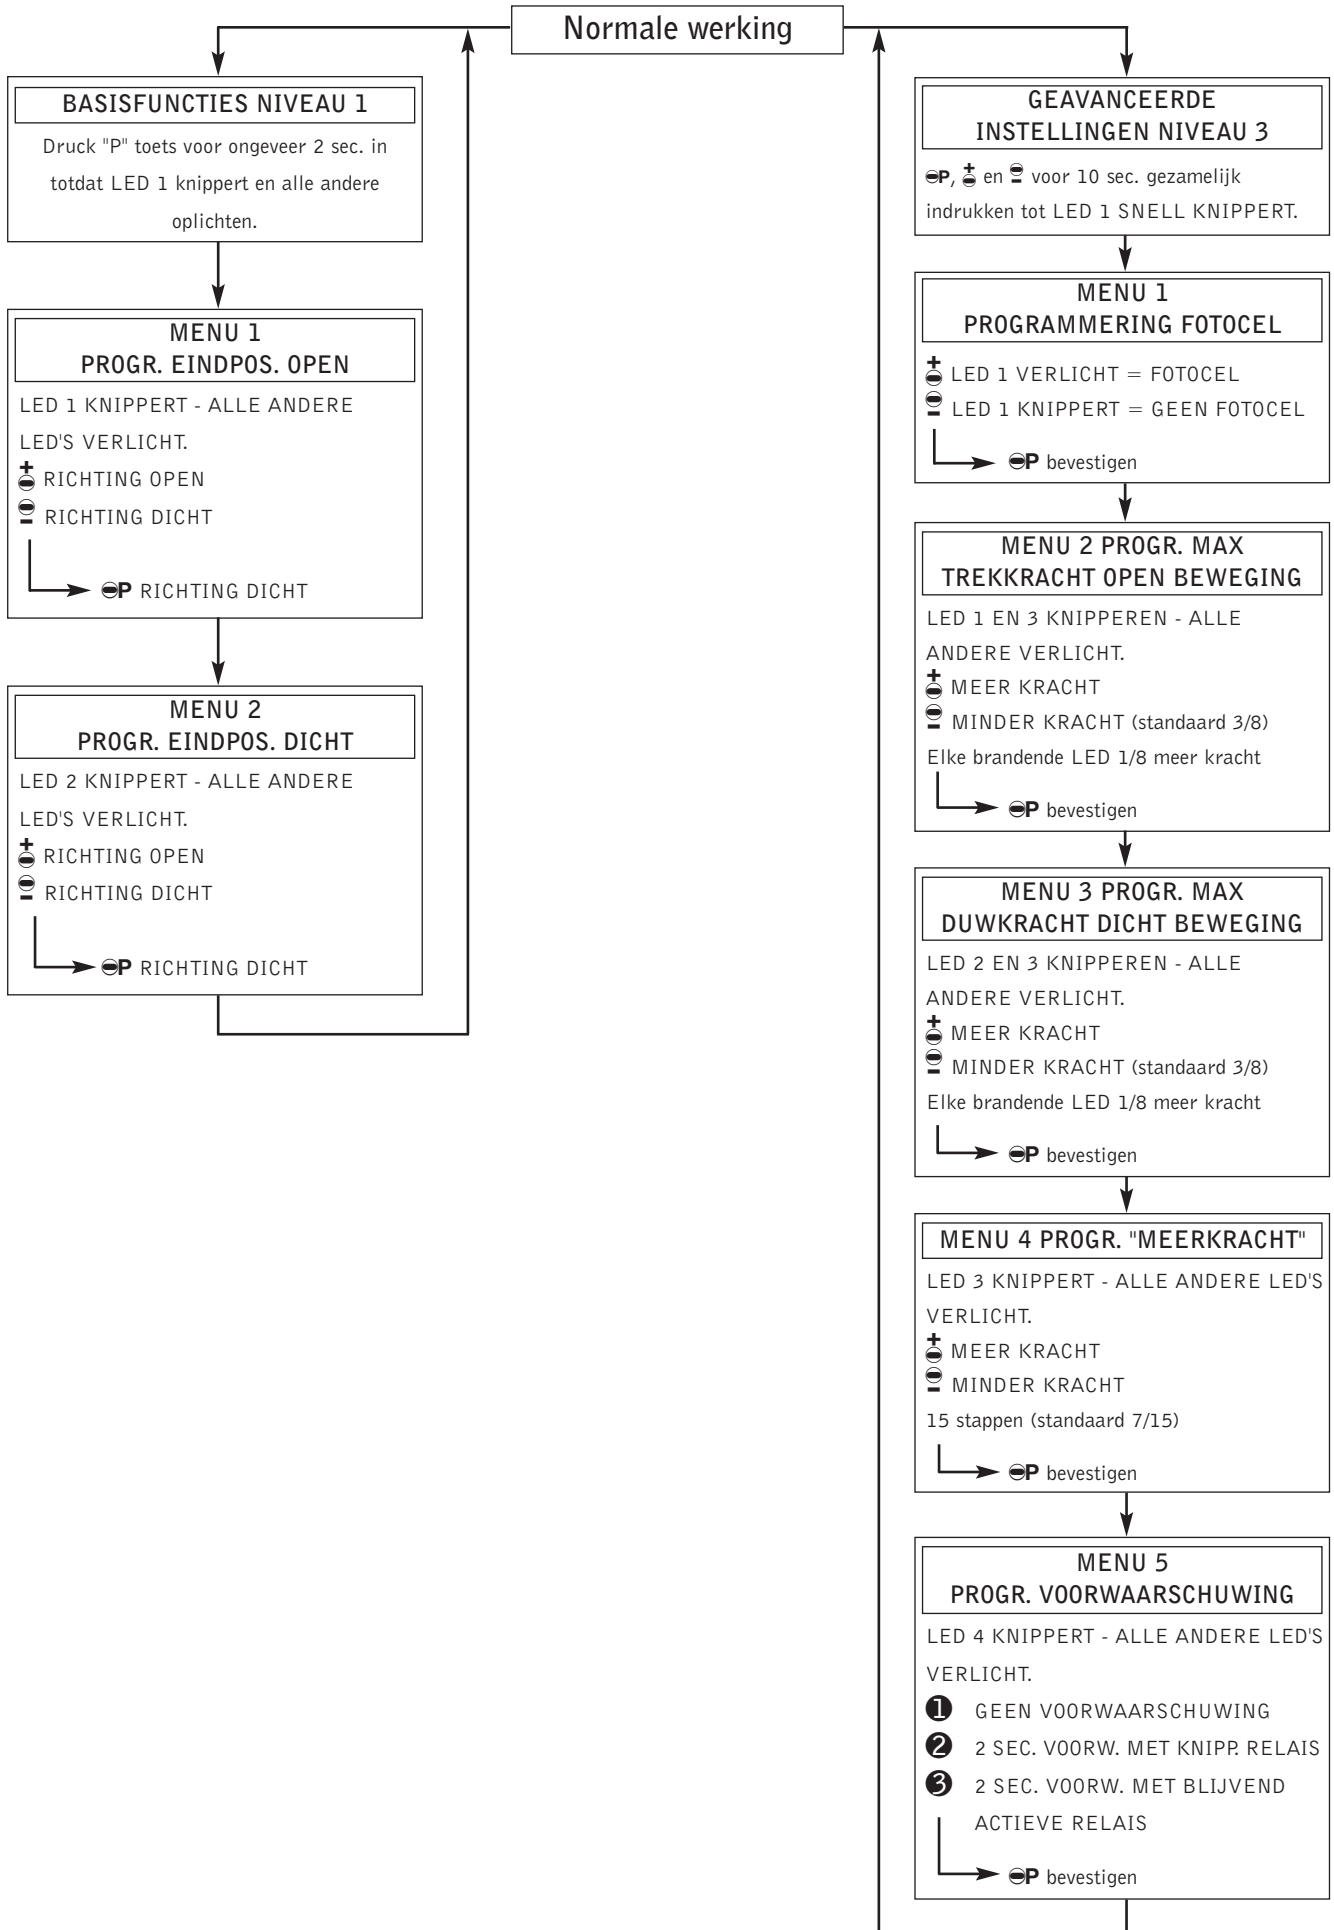 Normale werking
BASISFUNCTIES NIVEAU 1
Druck "P" toets voor ongeveer 2 sec. in
totdat LED 1 knippert en alle andere
oplichten.
MENU 1
PROGR. EINDPOS. OPEN
LED 1 KNIPPERT - ALLE ANDERE
LED'S VERLICHT.
+ RICHTING OPEN
- RICHTING DICHT
P RICHTING DICHT
MENU 2
PROGR. EINDPOS. DICHT
LED 2 KNIPPERT - ALLE ANDERE
LED'S VERLICHT.
+ RICHTING OPEN
- RICHTING DICHT
P RICHTING DICHT
GEAVANCEERDE
INSTELLINGEN NIVEAU 3
P, + en - voor 10 sec. gezamelijk
indrukken tot LED 1 SNELL KNIPPERT.
MENU 1
PROGRAMMERING FOTOCEL
+ LED 1 VERLICHT = FOTOCEL
- LED 1 KNIPPERT = GEEN FOTOCEL
P bevestigen
MENU 2 PROGR. MAX
TREKKRACHT OPEN BEWEGING
LED 1 EN 3 KNIPPEREN - ALLE
ANDERE VERLICHT.
+ MEER KRACHT
- MINDER KRACHT (standaard 3/8)
Elke brandende LED 1/8 meer kracht
P bevestigen
MENU 3 PROGR. MAX
DUWKRACHT DICHT BEWEGING
LED 2 EN 3 KNIPPEREN - ALLE
ANDERE VERLICHT.
+ MEER KRACHT
- MINDER KRACHT (standaard 3/8)
Elke brandende LED 1/8 meer kracht
P bevestigen
MENU 4 PROGR. "MEERKRACHT"
LED 3 KNIPPERT - ALLE ANDERE LED'S
VERLICHT.
+ MEER KRACHT
- MINDER KRACHT
15 stappen (standaard 7/15)
P bevestigen
MENU 5
PROGR. VOORWAARSCHUWING
LED 4 KNIPPERT - ALLE ANDERE LED'S
VERLICHT.
1 GEEN VOORWAARSCHUWING
2 2 SEC. VOORW. MET KNIPP. RELAIS
3 2 SEC. VOORW. MET BLIJVEND
ACTIEVE RELAIS
P bevestigen